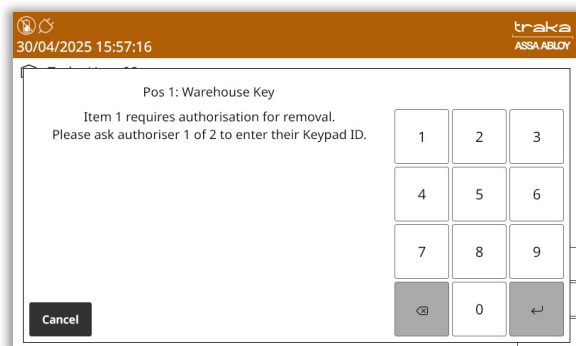 traka
30/04/2025 15:57:16
ASSA ABLOY
Pos 1: Warehouse Key
Item 1 requires authorisation for removal.
Please ask authoriser 1 of 2 to enter their Keypad ID.
1 2 3
4 5 6
7 8 9
0
Cancel